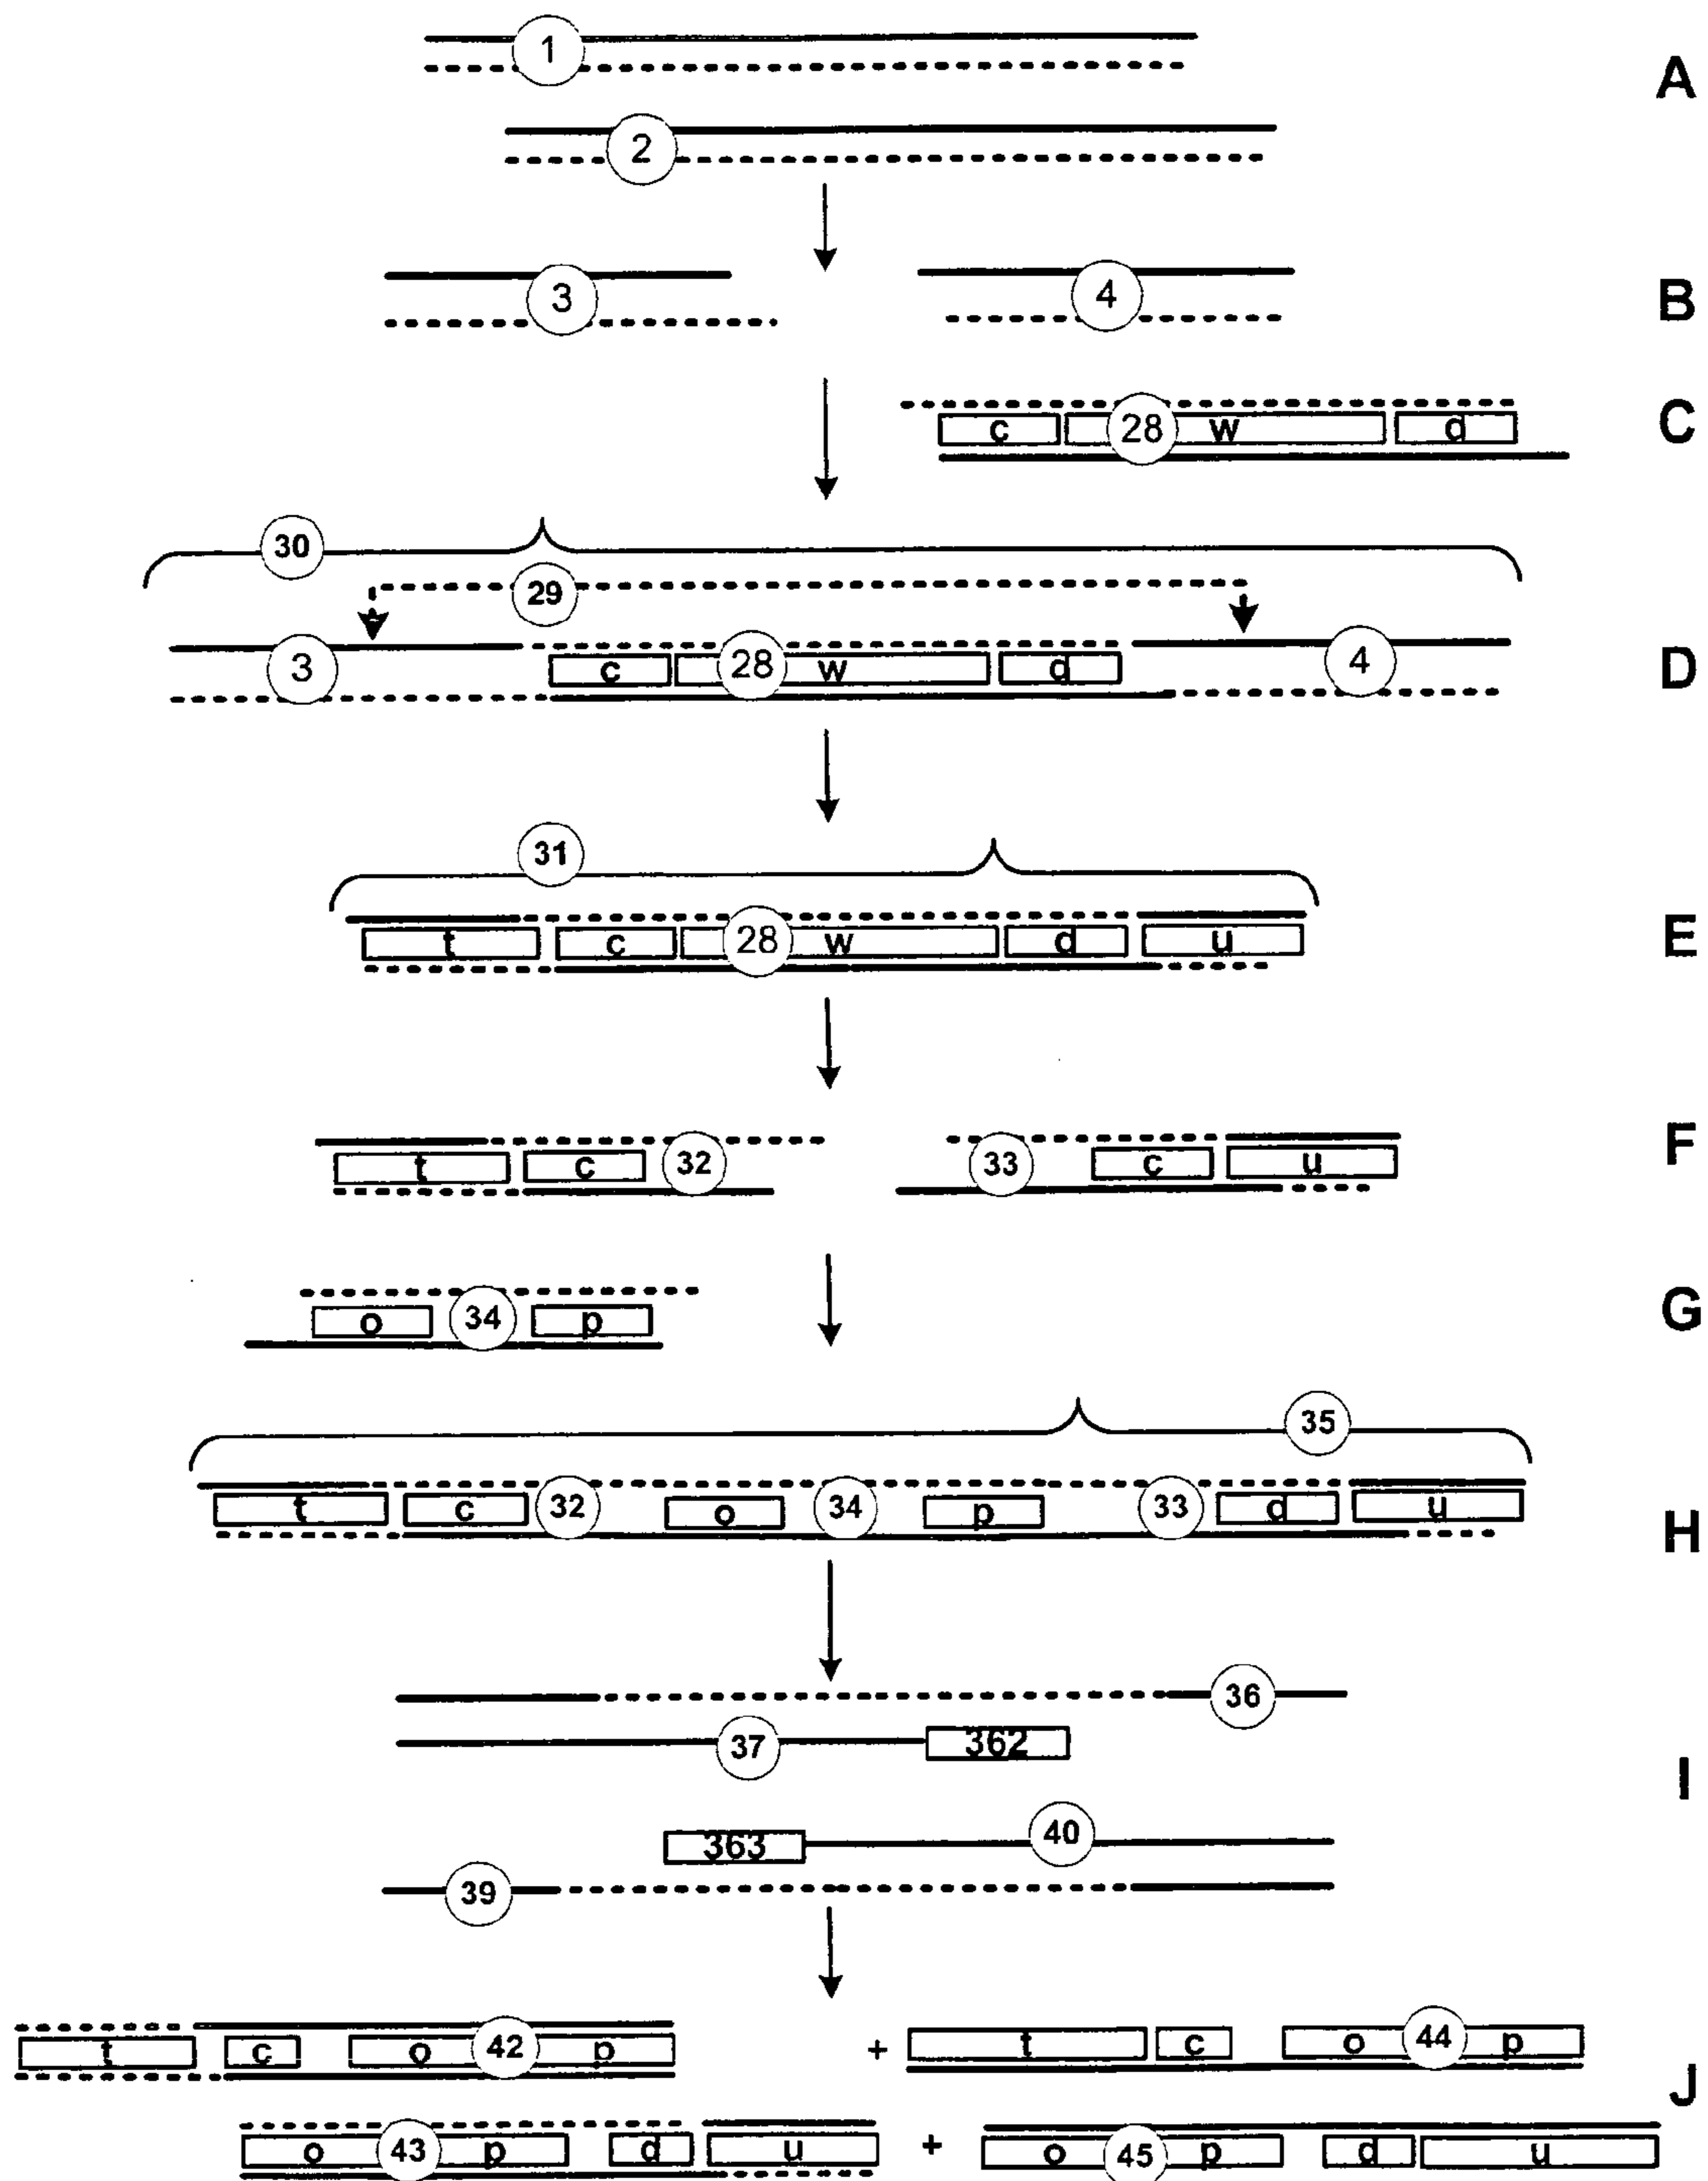 1
A
2
3
4
B
c 28 w d
C
30
29
3 c 28 w d 4
D
31
t c 28 w d u
E
t c 32 33 c u
F
o 34 p
G
35
t c 32 o 34 p 33 d u
H
36
37 362
I
363 40
39
t c o 42 p + t c o 44 p
J
o 43 p d u + o 45 p d u